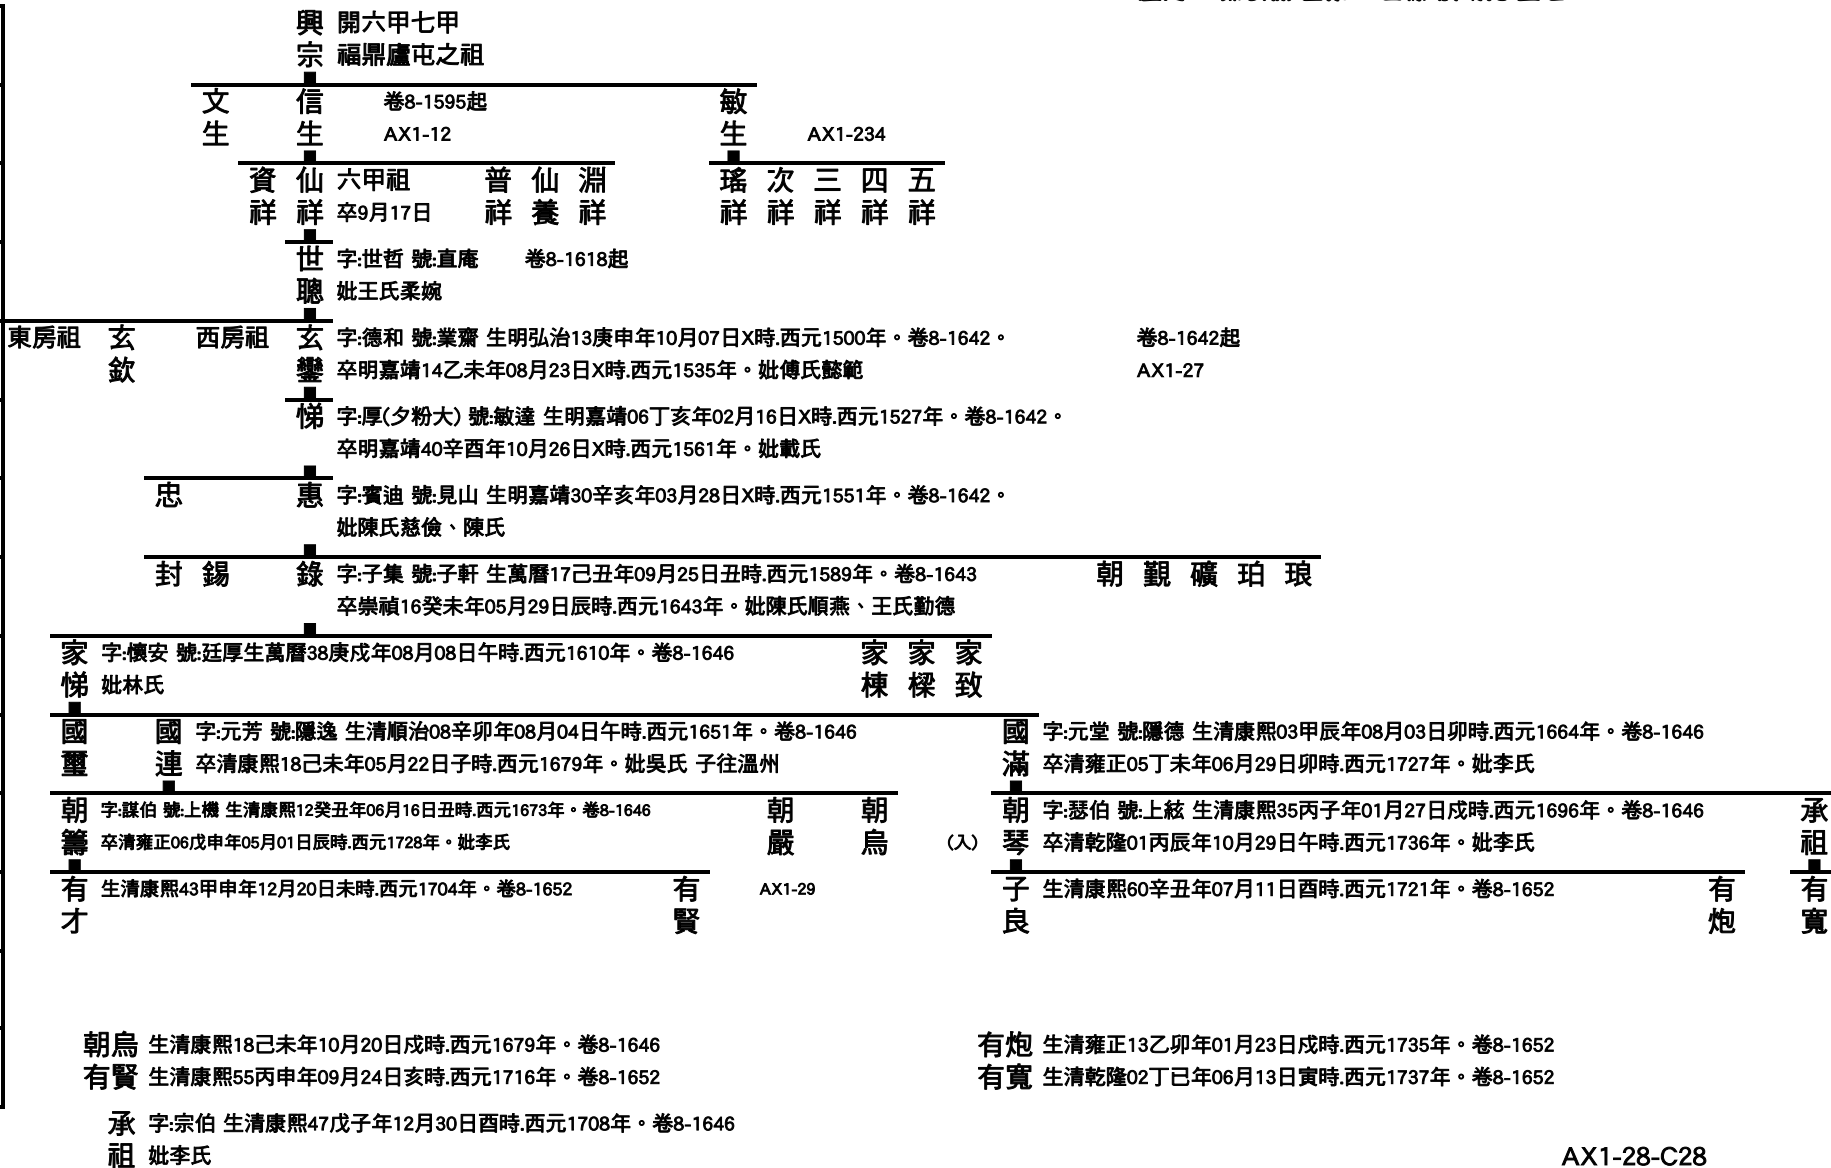 興宗 開六甲七甲
福鼎廬屯之祖
文生 信生 卷8-1595起 敏生
AX1-12 AX1-234
資祥 仙祥 六甲祖 普祥 仙養 淵祥 瑤祥 次祥 三祥 四祥 五祥
卒9月17日
世聰 字:世哲 號:直庵 卷8-1618起
妣王氏柔婉
東房祖 玄欽 西房祖 玄鑾 字:德和 號:業齋 生明弘治13庚申年10月07日X時.西元1500年。卷8-1642。 卷8-1642起
卒明嘉靖14乙未年08月23日X時.西元1535年。妣傅氏懿範 AX1-27
悌 字:厚(夕粉大) 號:敏達 生明嘉靖06丁亥年02月16日X時.西元1527年。卷8-1642。
卒明嘉靖40辛酉年10月26日X時.西元1561年。妣戴氏
忠 惠 字:賓迪 號:見山 生明嘉靖30辛亥年03月28日X時.西元1551年。卷8-1642。
妣陳氏慈儉、陳氏
封 錫 錄 字:子集 號:子軒 生萬曆17己丑年09月25日丑時.西元1589年。卷8-1643 朝 覲 礦 珀 琅
卒崇禎16癸未年05月29日辰時.西元1643年。妣陳氏順燕、王氏勤德
家悌 字:懷安 號:廷厚生萬曆38庚戍年08月08日午時.西元1610年。卷8-1646 家棟 家樑 家致
妣林氏
國璽 國連 字:元芳 號:隱逸 生清順治08辛卯年08月04日午時.西元1651年。卷8-1646 國滿 字:元堂 號:隱德 生清康熙03甲辰年08月03日卯時.西元1664年。卷8-1646
卒清康熙18己未年05月22日子時.西元1679年。妣吳氏 子往溫州 卒清雍正05丁未年06月29日卯時.西元1727年。妣李氏
朝籌 字:謀伯 號:上機 生清康熙12癸丑年06月16日丑時.西元1673年。卷8-1646 朝嚴 朝烏 (入) 朝琴 字:瑟伯 號:上絃 生清康熙35丙子年01月27日戍時.西元1696年。卷8-1646 承祖
卒清雍正06戊申年05月01日辰時.西元1728年。妣李氏 卒清乾隆01丙辰年10月29日午時.西元1736年。妣李氏
有才 生清康熙43甲申年12月20日未時.西元1704年。卷8-1652 有賢 AX1-29 子良 生清康熙60辛丑年07月11日酉時.西元1721年。卷8-1652 有炮 有寬
朝烏 生清康熙18己未年10月20日戍時.西元1679年。卷8-1646
有賢 生清康熙55丙申年09月24日亥時.西元1716年。卷8-1652
有炮 生清雍正13乙卯年01月23日戍時.西元1735年。卷8-1652
有寬 生清乾隆02丁巳年06月13日寅時.西元1737年。卷8-1652
承祖 字:宗伯 生清康熙47戊子年12月30日酉時.西元1708年。卷8-1646
妣李氏
AX1-28-C28